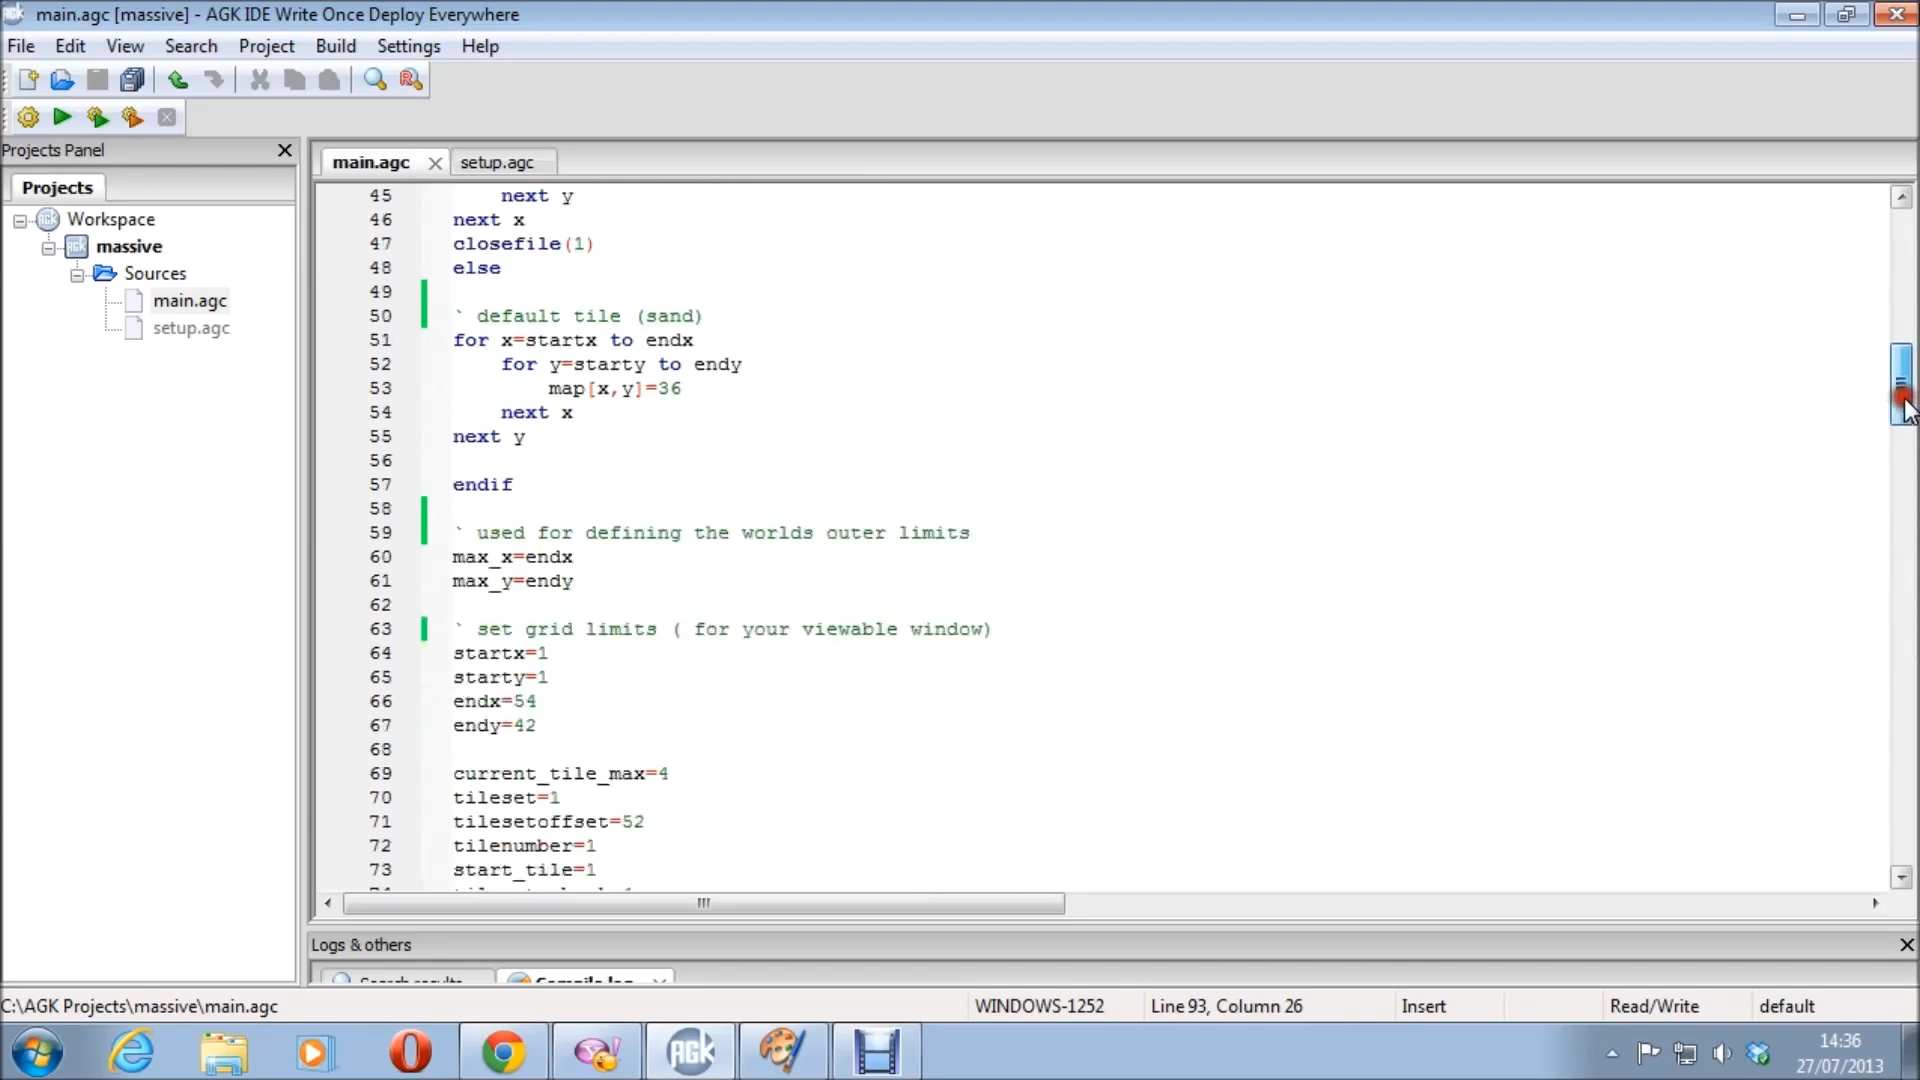 main.agc [massive] - AGK IDE Write Once Deploy Everywhere
File Edit View Search Project Build Settings Help
Projects Panel
Projects
Workspace
massive
Sources
main.agc
setup.agc
main.agc setup.agc
45 next y
46 next x
47 closefile(1)
48 else
49
50 ` default tile (sand)
51 for x=startx to endx
52 for y=starty to endy
53 map[x,y]=36
54 next x
55 next y
56
57 endif
58
59 ` used for defining the worlds outer limits
60 max_x=endx
61 max_y=endy
62
63 ` set grid limits ( for your viewable window)
64 startx=1
65 starty=1
66 endx=54
67 endy=42
68
69 current_tile_max=4
70 tileset=1
71 tilesetoffset=52
72 tilenumber=1
73 start_tile=1
Logs & others
Search results Compile log
C:\AGK Projects\massive\main.agc WINDOWS-1252 Line 93, Column 26 Insert Read/Write default
AGK
14:36
27/07/2013